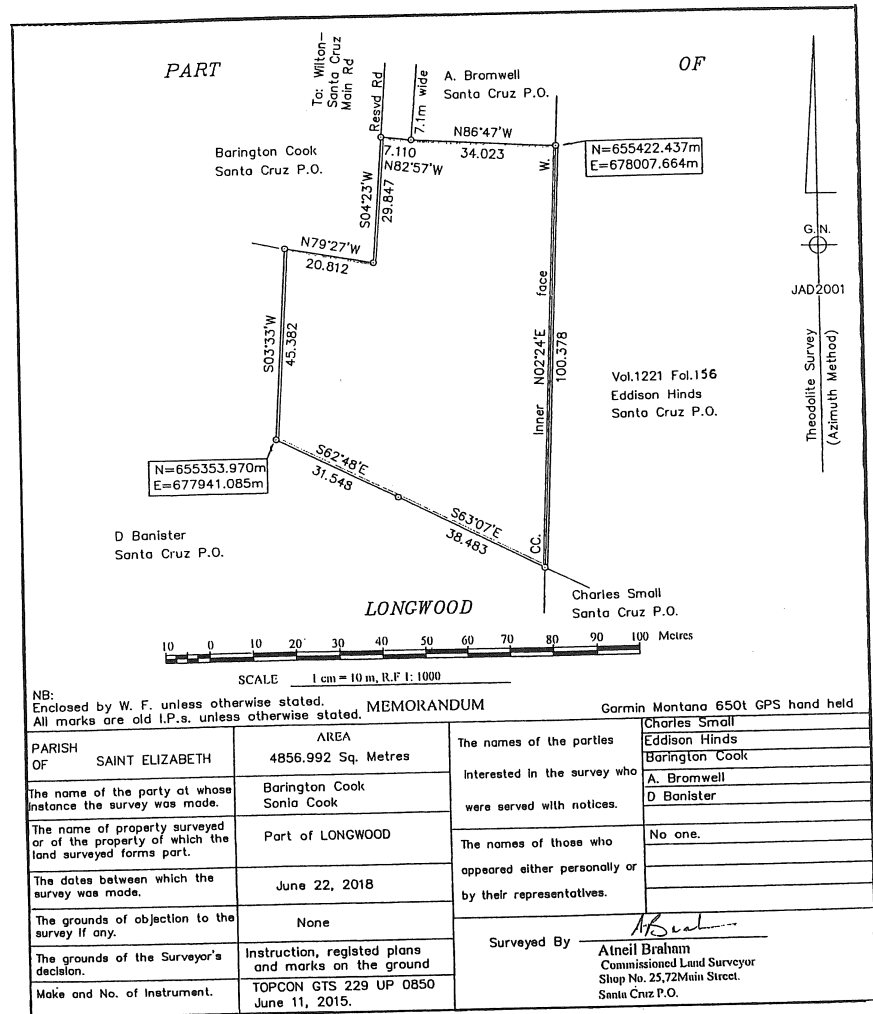 PART
OF
To: Wilton–
Santa Cruz
Main Rd
Resvd Rd
7.1m wide
A. Bromwell
Santa Cruz P.O.
Barington Cook
Santa Cruz P.O.
N86°47'W
34.023
7.110
N82°57'W
N=655422.437m
E=678007.664m
S04°23'W
29.847
N79°27'W
20.812
S03°33'W
45.382
W.
face
N02°24'E
Inner
CC.
100.378
G. N.
JAD2001
Theodolite Survey
(Azimuth Method)
Vol.1221 Fol.156
Eddison Hinds
Santa Cruz P.O.
N=655353.970m
E=677941.085m
S62°48'E
31.548
S63°07'E
38.483
D Banister
Santa Cruz P.O.
Charles Small
Santa Cruz P.O.
LONGWOOD
10 0 10 20 30 40 50 60 70 80 90 100 Metres
SCALE 1 cm = 10 m, R.F 1: 1000
NB:
Enclosed by W. F. unless otherwise stated.
All marks are old I.P.s. unless otherwise stated.
MEMORANDUM
Garmin Montana 650t GPS hand held
PARISH
OF SAINT ELIZABETH
AREA
4856.992 Sq. Metres
The name of the party at whose
instance the survey was made.
Barington Cook
Sonia Cook
The name of property surveyed
or of the property of which the
land surveyed forms part.
Part of LONGWOOD
The dates between which the
survey was made.
June 22, 2018
The grounds of objection to the
survey if any.
None
The grounds of the Surveyor's
decision.
Instruction, registed plans
and marks on the ground
Make and No. of Instrument.
TOPCON GTS 229 UP 0850
June 11, 2015.
The names of the parties
interested in the survey who
were served with notices.
Charles Small
Eddison Hinds
Barington Cook
A. Bromwell
D Banister
The names of those who
appeared either personally or
by their representatives.
No one.
Surveyed By
Atneil Braham
Commissioned Land Surveyor
Shop No. 25,72Main Street.
Santa Cruz P.O.